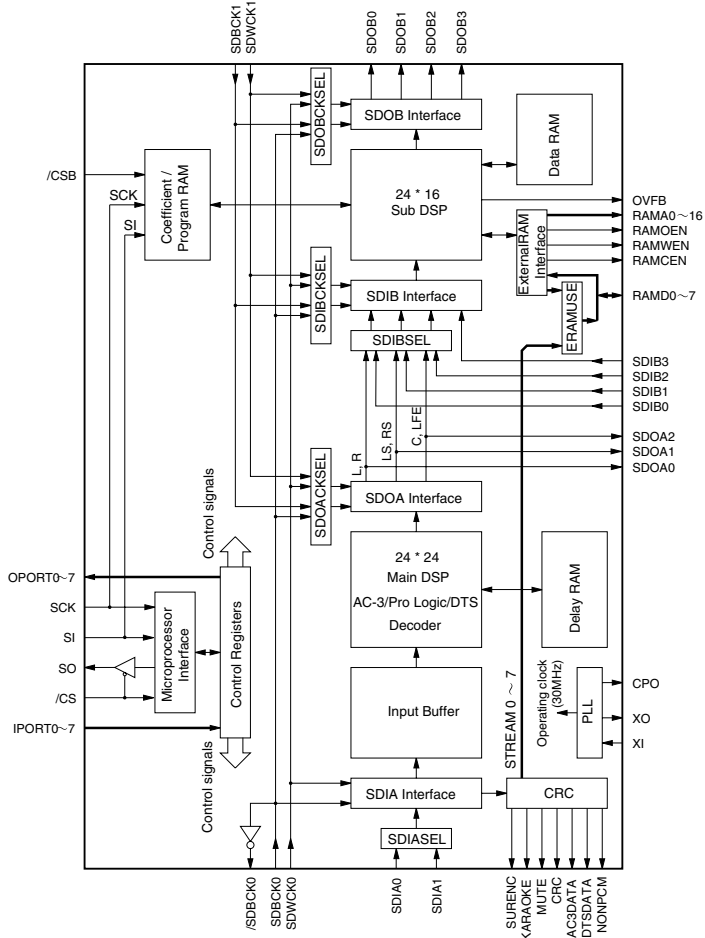 SDBCK1
SDWCK1
SDOB0
SDOB1
SDOB2
SDOB3
SDOBCKSEL
SDOB Interface
Data RAM
/CSB
SCK
SI
Coefficient /
Program RAM
24 * 16
Sub DSP
OVFB
RAMA0～16
RAMOEN
RAMWEN
RAMCEN
ExternalRAM
Interface
RAMD0～7
ERAMUSE
SDIBCKSEL
SDIB Interface
SDIBSEL
SDIB3
SDIB2
SDIB1
SDIB0
L, R
LS, RS
C, LFE
SDOA2
SDOA1
SDOA0
SDOACKSEL
SDOA Interface
Control signals
OPORT0～7
SCK
SI
SO
/CS
IPORT0～7
Microprocessor
Interface
Control Registers
Control signals
24 * 24
Main DSP
AC-3/Pro Logic/DTS
Decoder
Delay RAM
Input Buffer
STREAM 0 ～ 7
Operating clock
(30MHz)
PLL
CPO
XO
XI
SDIA Interface
CRC
SDIASEL
/SDBCK0
SDBCK0
SDWCK0
SDIA0
SDIA1
SURENC
KARAOKE
MUTE
CRC
AC3DATA
DTSDATA
NONPCM